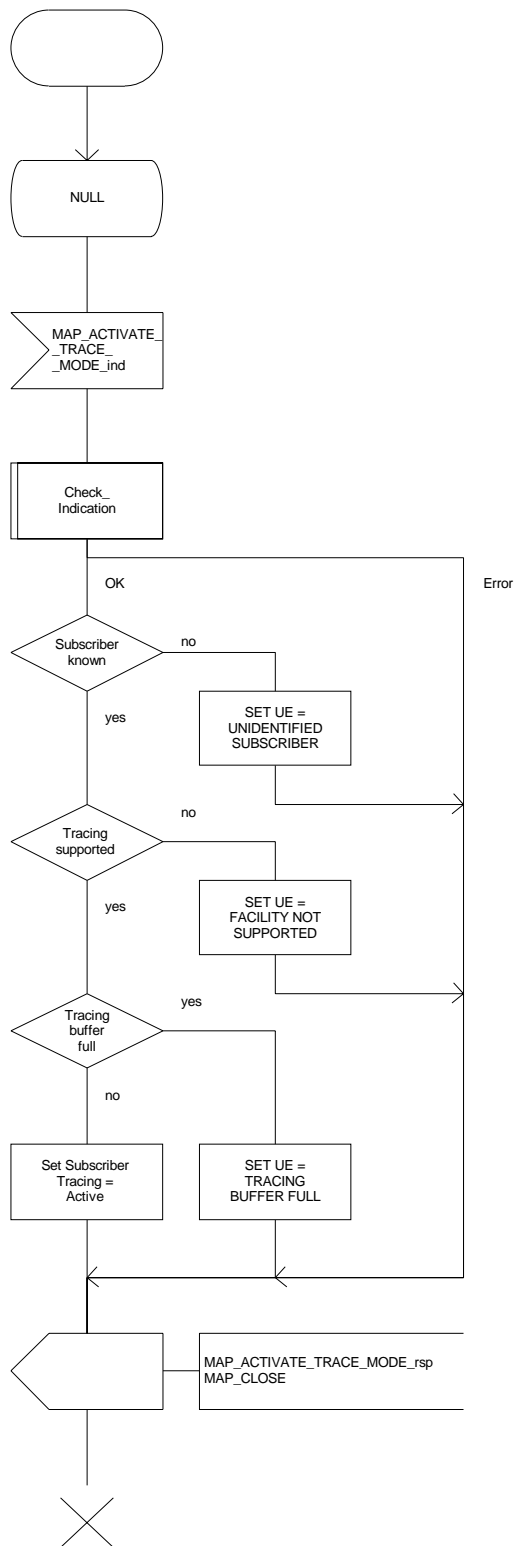 NULL
MAP_ACTIVATE_
_TRACE_
_MODE_ind
Check_
Indication
OK
Error
Subscriber
known
no
yes
SET UE =
UNIDENTIFIED
SUBSCRIBER
Tracing
supported
no
yes
SET UE =
FACILITY NOT
SUPPORTED
Tracing
buffer
full
yes
no
Set Subscriber
Tracing =
Active
SET UE =
TRACING
BUFFER FULL
MAP_ACTIVATE_TRACE_MODE_rsp
MAP_CLOSE